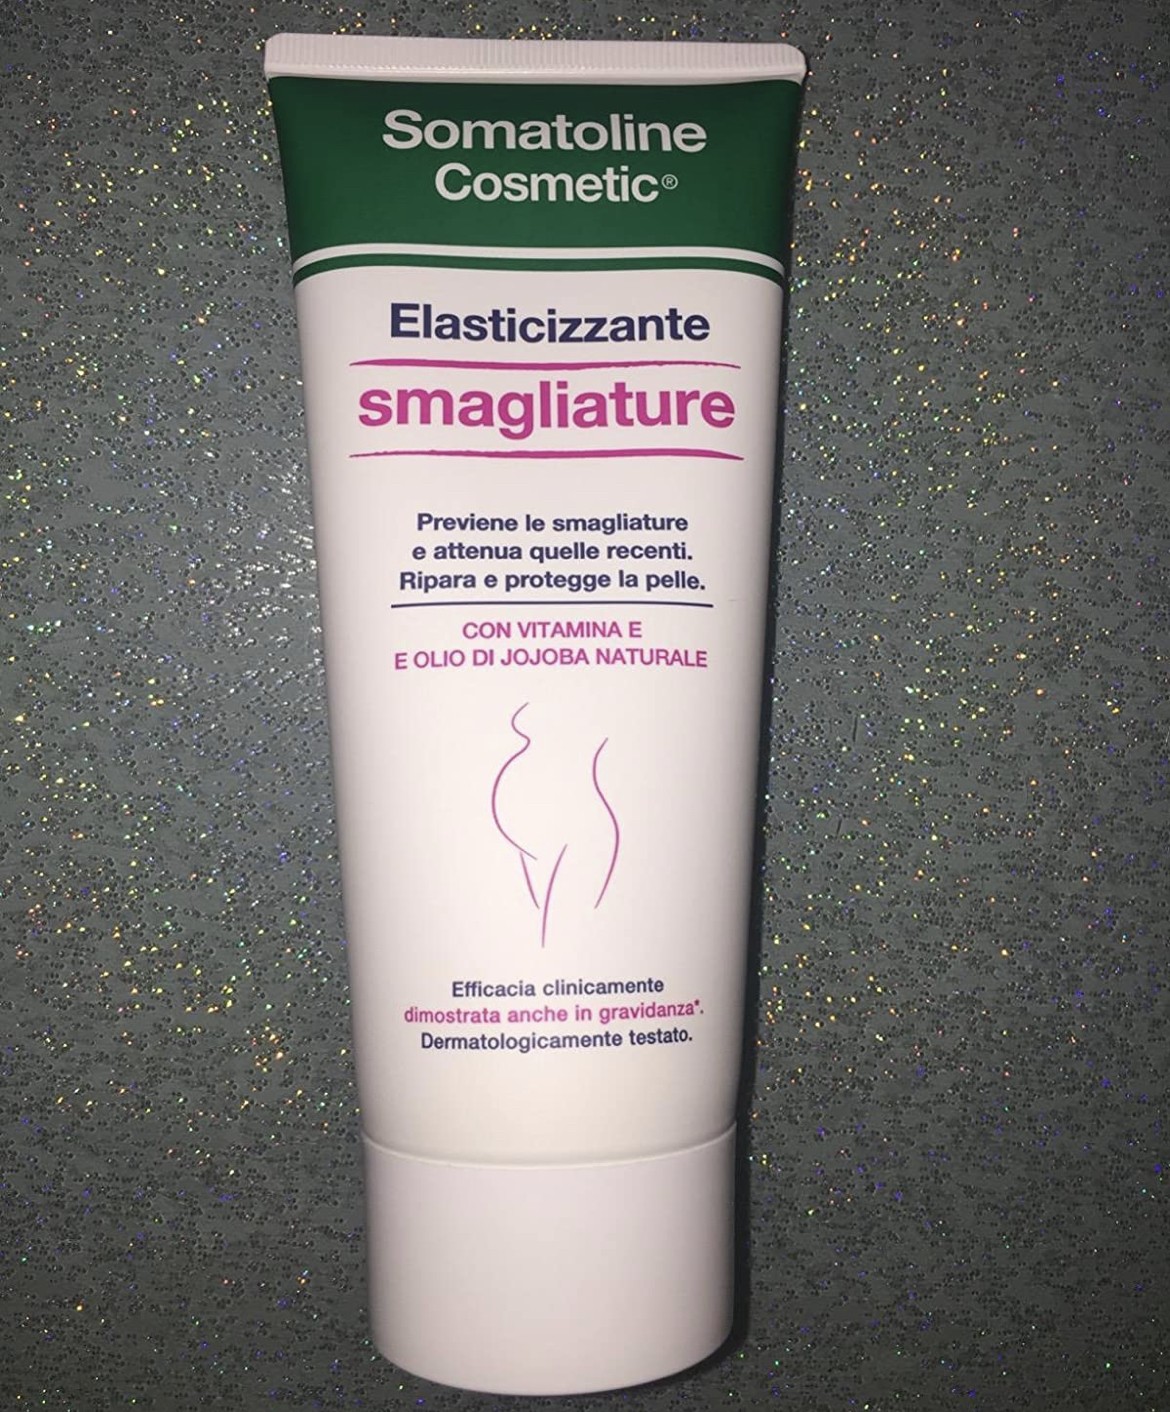 Somatoline
Cosmetic®
Elasticizzante
smagliature
Previene le smagliature
e attenua quelle recenti.
Ripara e protegge la pelle.
CON VITAMINA E
E OLIO DI JOJOBA NATURALE
Efficacia clinicamente
dimostrata anche in gravidanza*.
Dermatologicamente testato.